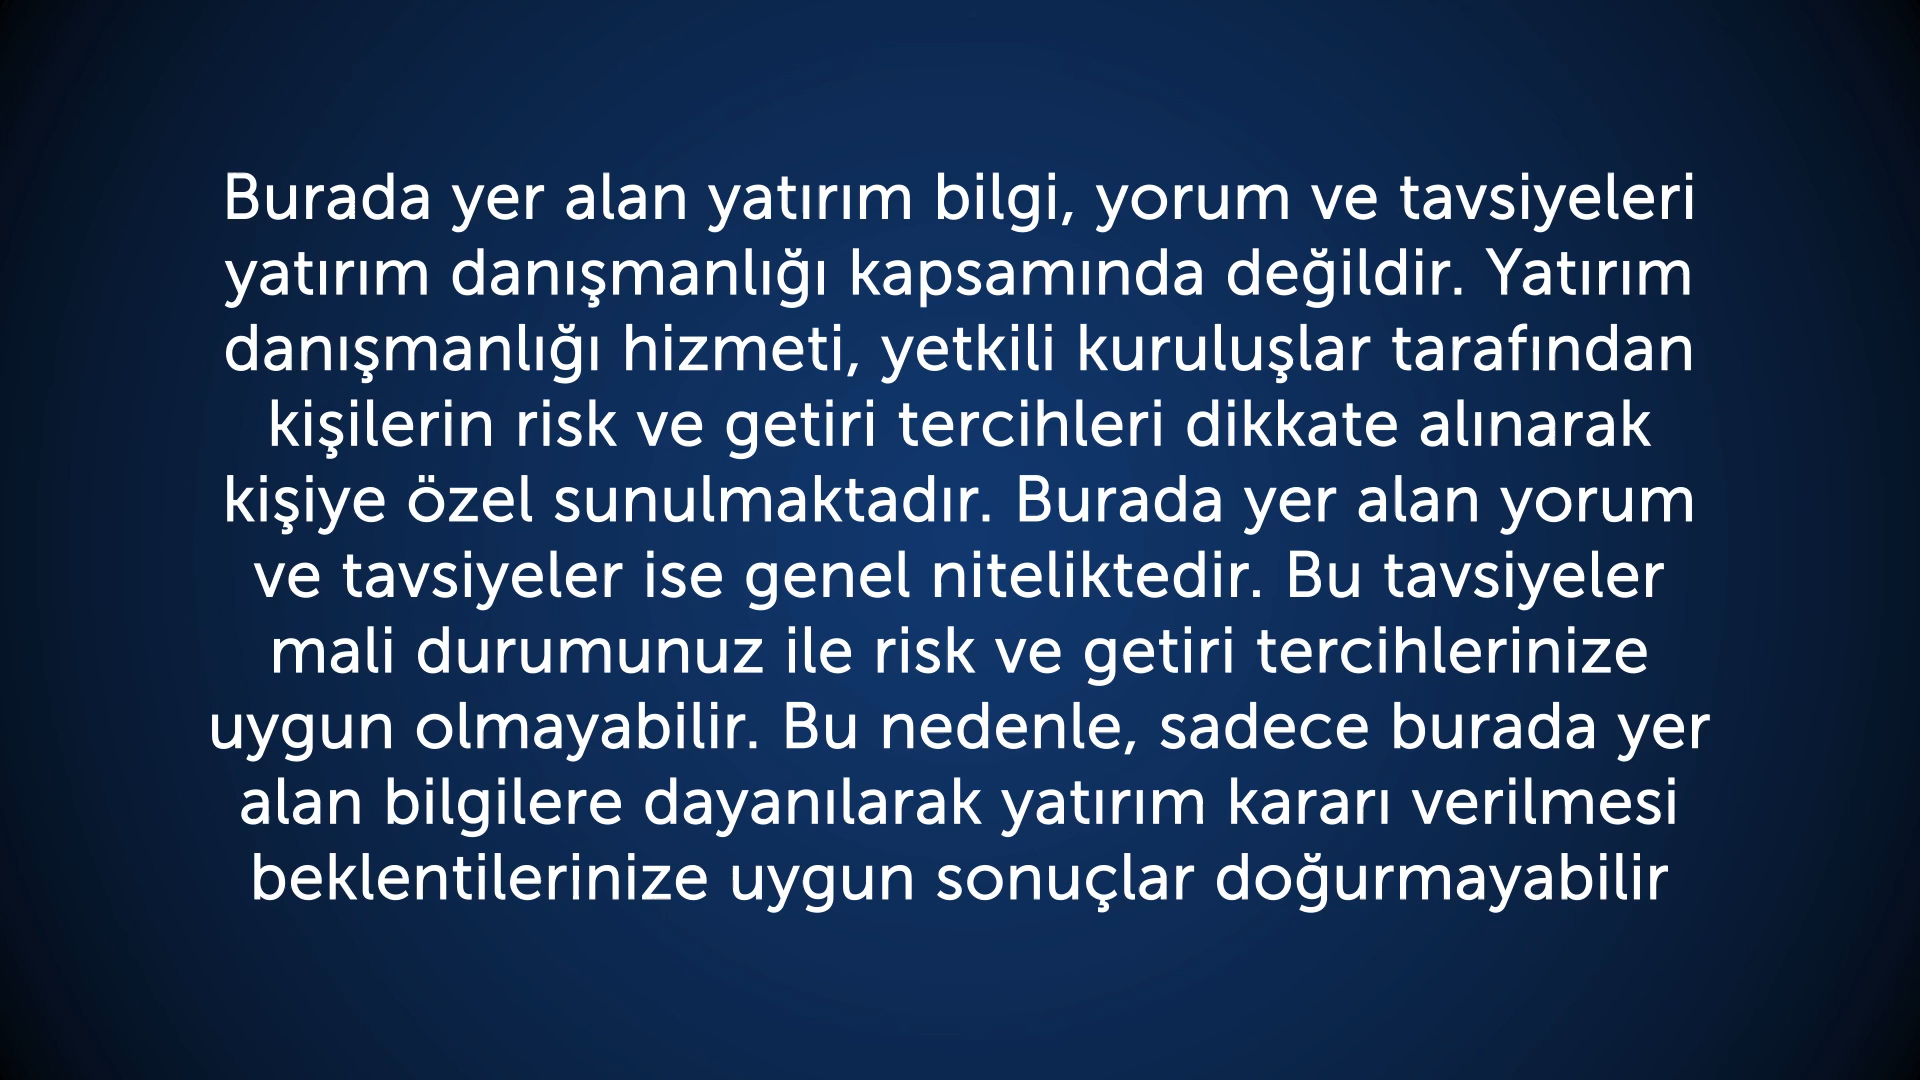 Burada yer alan yatırım bilgi, yorum ve tavsiyeleri
yatırım danışmanlığı kapsamında değildir. Yatırım
danışmanlığı hizmeti, yetkili kuruluşlar tarafından
kişilerin risk ve getiri tercihleri dikkate alınarak
kişiye özel sunulmaktadır. Burada yer alan yorum
ve tavsiyeler ise genel niteliktedir. Bu tavsiyeler
mali durumunuz ile risk ve getiri tercihlerinize
uygun olmayabilir. Bu nedenle, sadece burada yer
alan bilgilere dayanılarak yatırım kararı verilmesi
beklentilerinize uygun sonuçlar doğurmayabilir